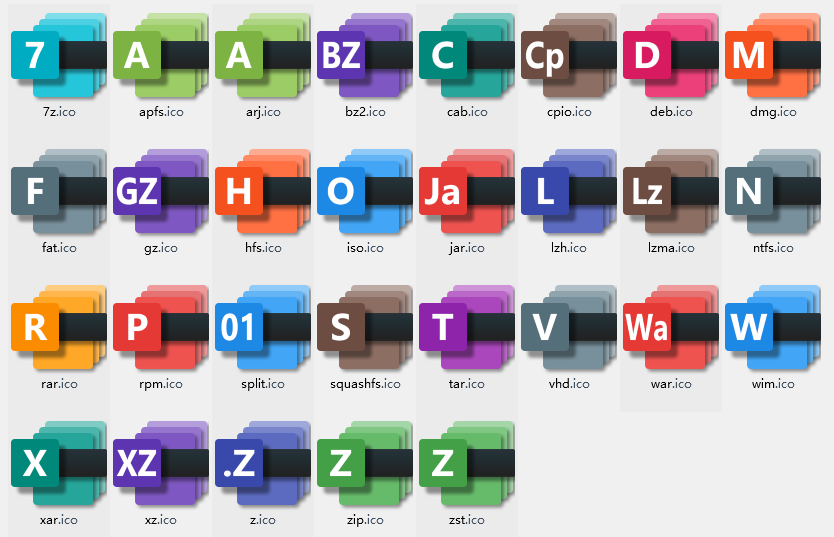 7 A A BZ C Cp D M
7z.ico apfs.ico arj.ico bz2.ico cab.ico cpio.ico deb.ico dmg.ico
F GZ H O Ja L Lz N
fat.ico gz.ico hfs.ico iso.ico jar.ico lzh.ico lzma.ico ntfs.ico
R P 01 S T V Wa W
rar.ico rpm.ico split.ico squashfs.ico tar.ico vhd.ico war.ico wim.ico
X XZ .Z Z Z
xar.ico xz.ico z.ico zip.ico zst.ico